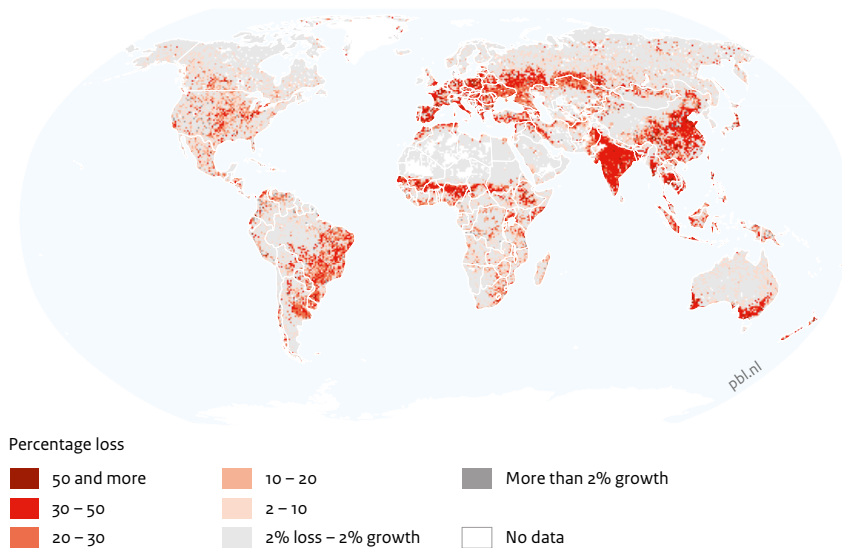 pbl.nl
Percentage loss
50 and more
30 – 50
20 – 30
10 – 20
2 – 10
2% loss – 2% growth
More than 2% growth
No data